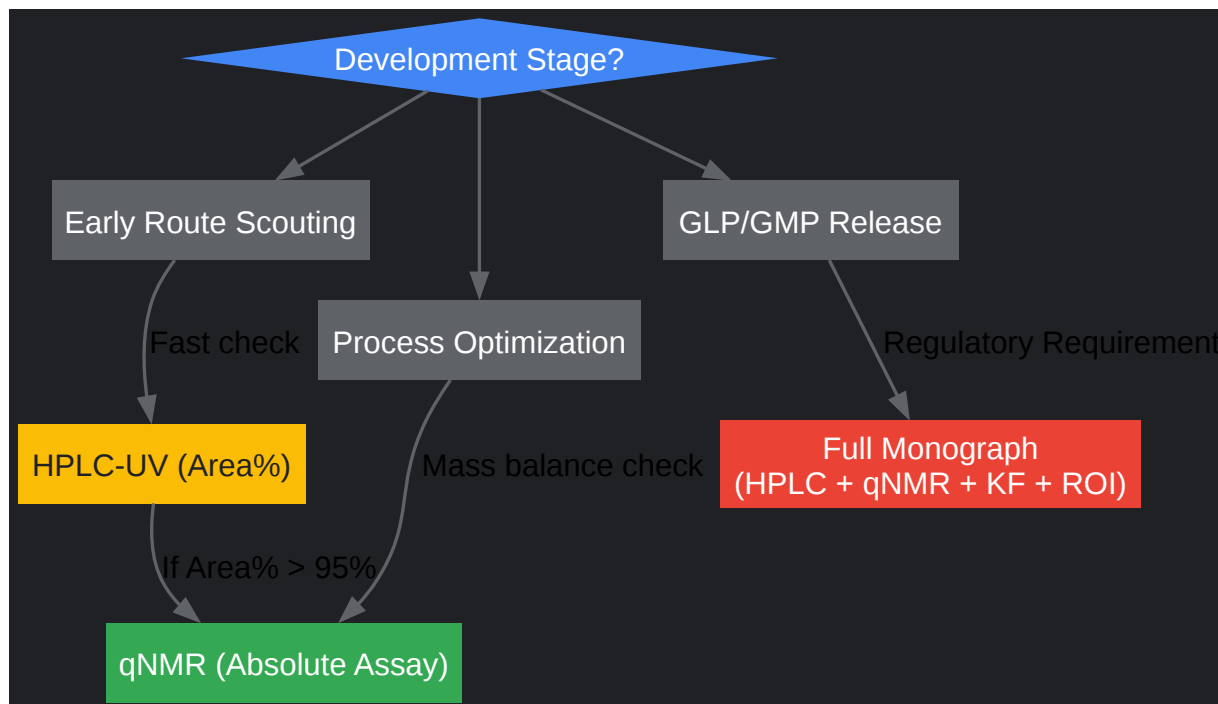 Development Stage?
Early Route Scouting
GLP/GMP Release
Fast check
Process Optimization
Regulatory Requirement
HPLC-UV (Area%)
Mass balance check
Full Monograph
(HPLC + qNMR + KF + ROI)
If Area% > 95%
qNMR (Absolute Assay)